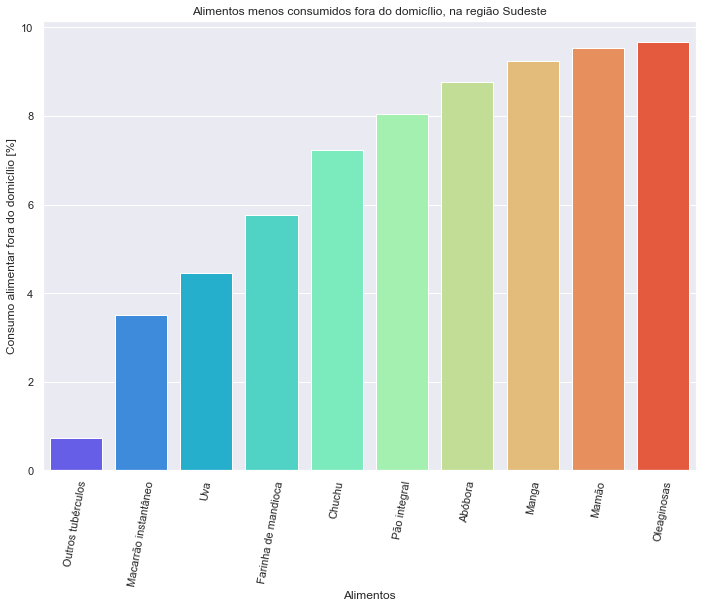 Alimentos menos consumidos fora do domicílio, na região Sudeste
Consumo alimentar fora do domicílio [%]
10
8
6
4
2
0
Outros tubérculos
Macarrão instantâneo
Uva
Farinha de mandioca
Chuchu
Pão integral
Abóbora
Manga
Mamão
Oleaginosas
Alimentos